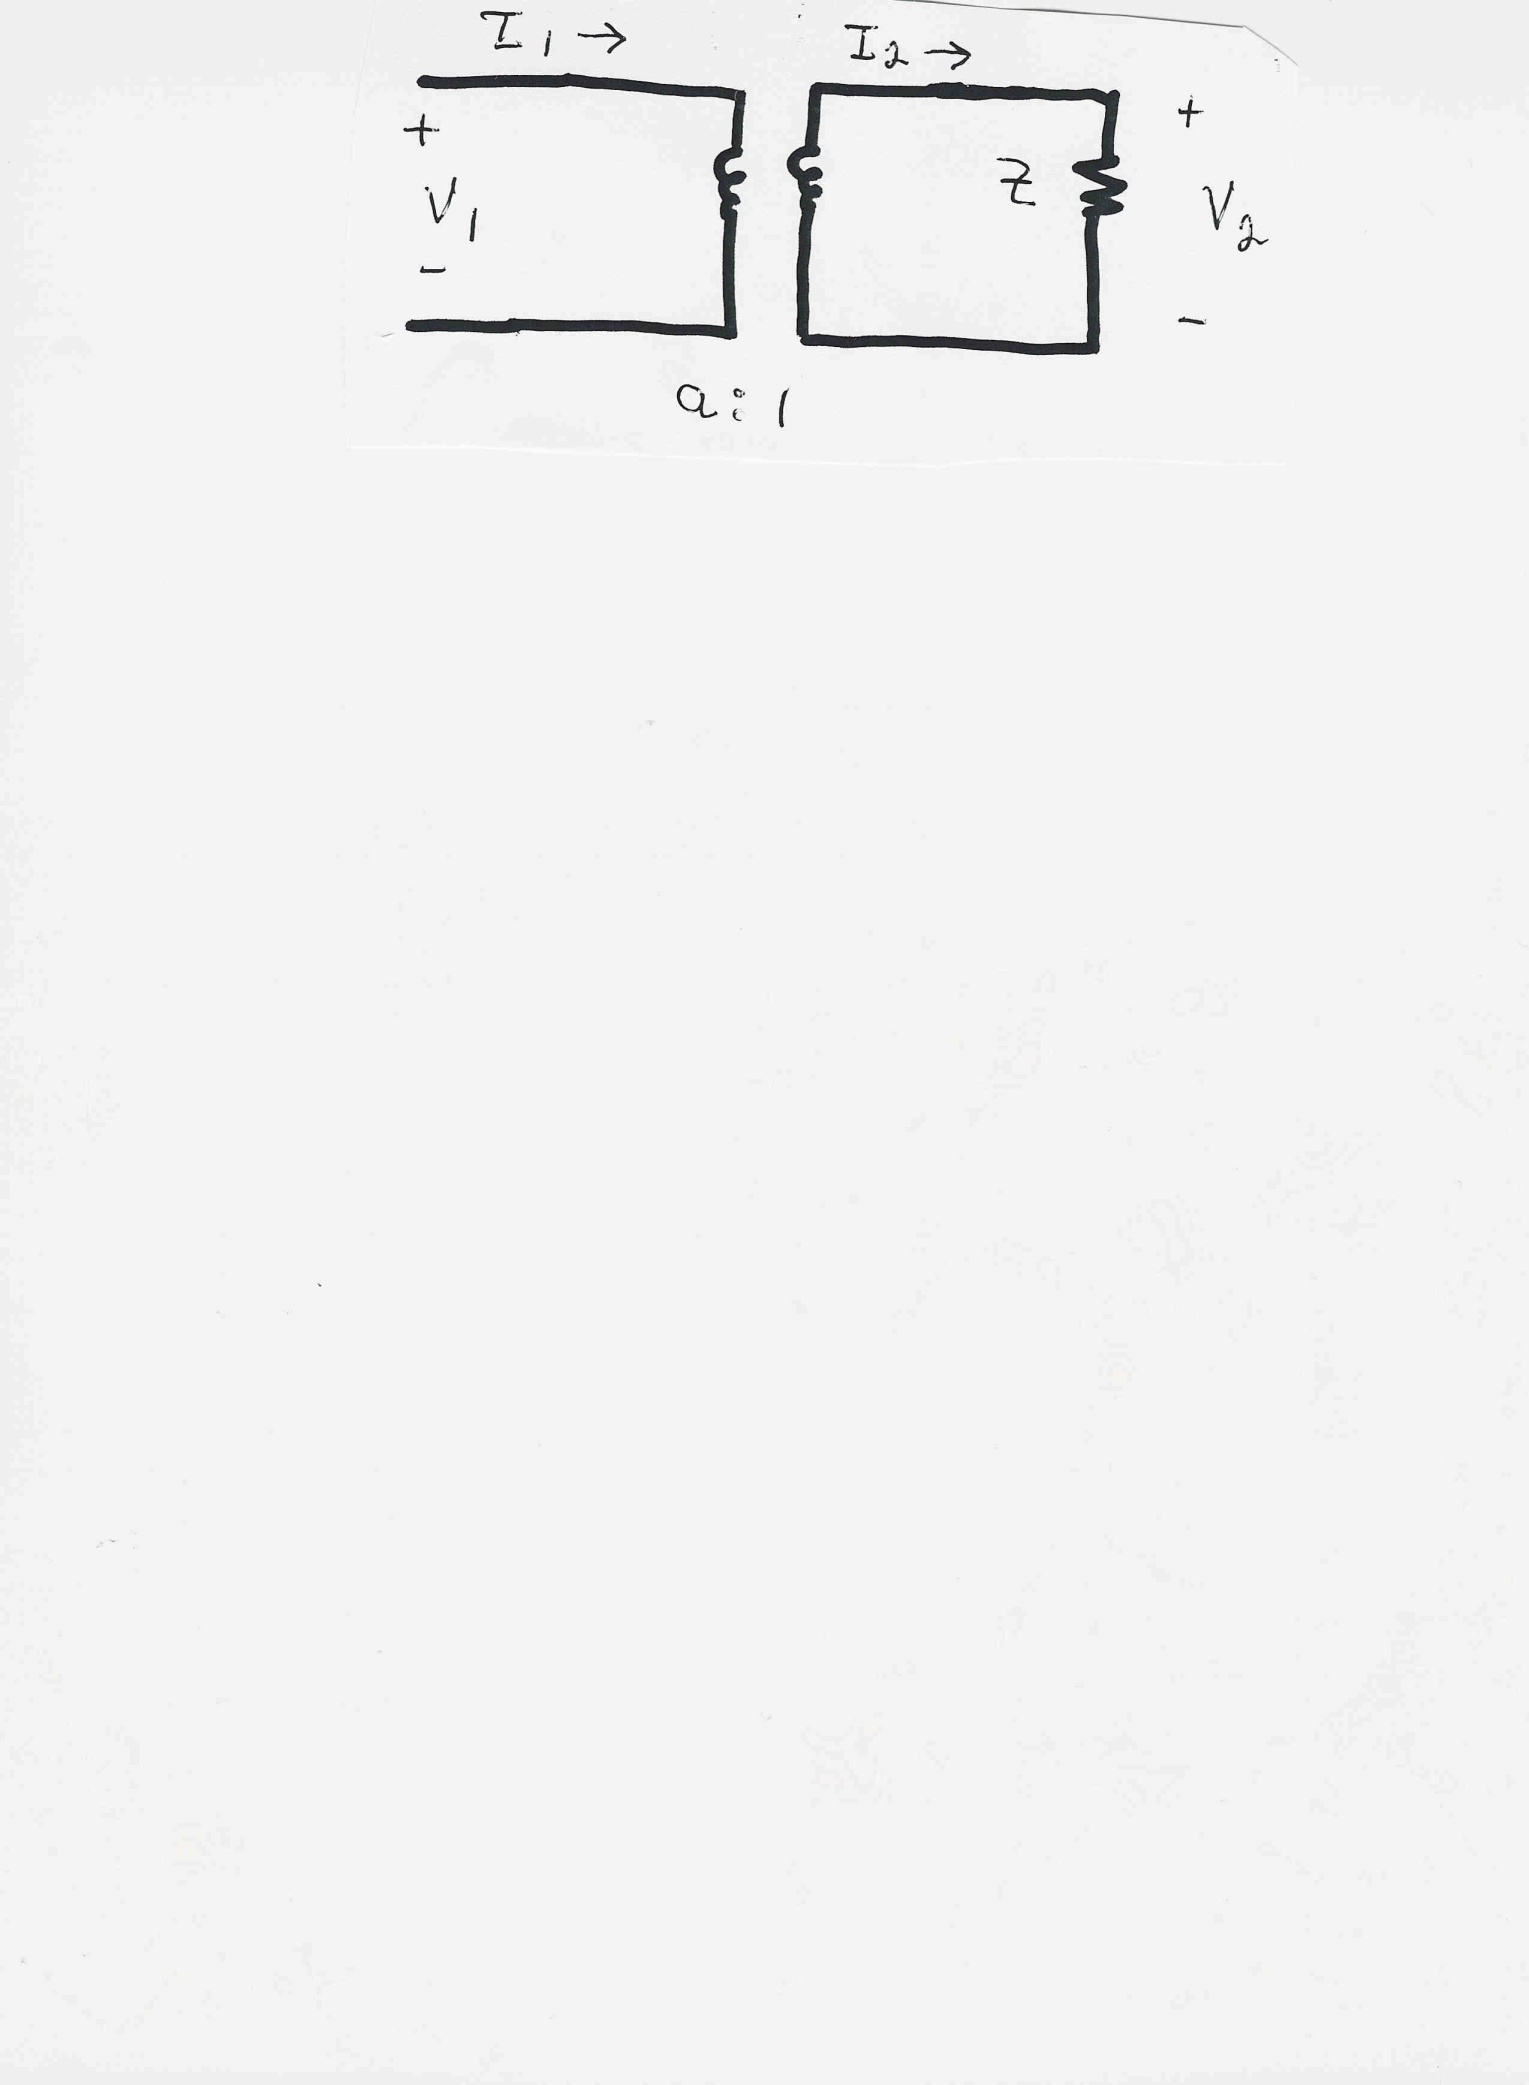 I1 →
I2 →
+
+
V1
Z
V2
-
-
a:1